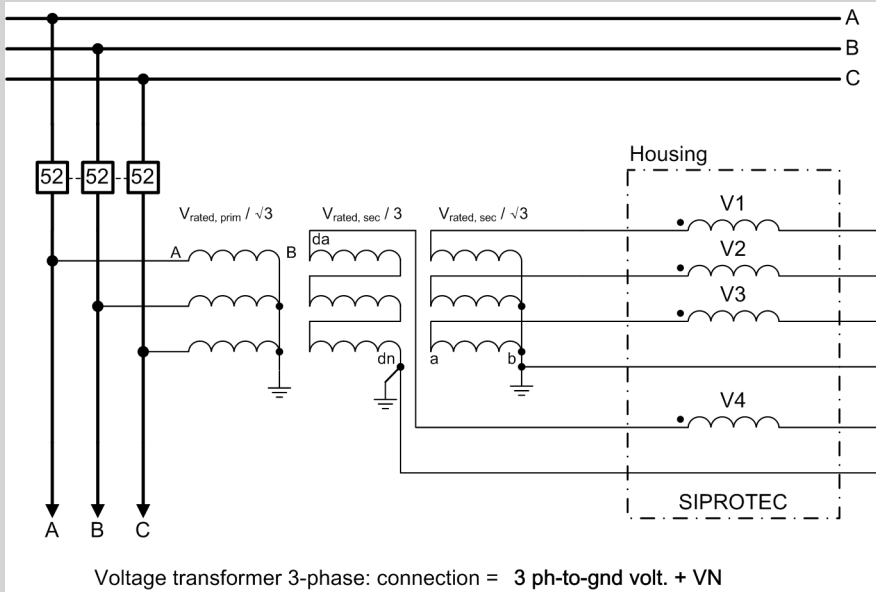 A
B
C
52 52 52
Housing
V1
Vrated, prim / √3 Vrated, sec / 3 Vrated, sec / √3
da
A B
V2
V3
dn a b
V4
SIPROTEC
A B C
Voltage transformer 3-phase: connection = 3 ph-to-gnd volt. + VN